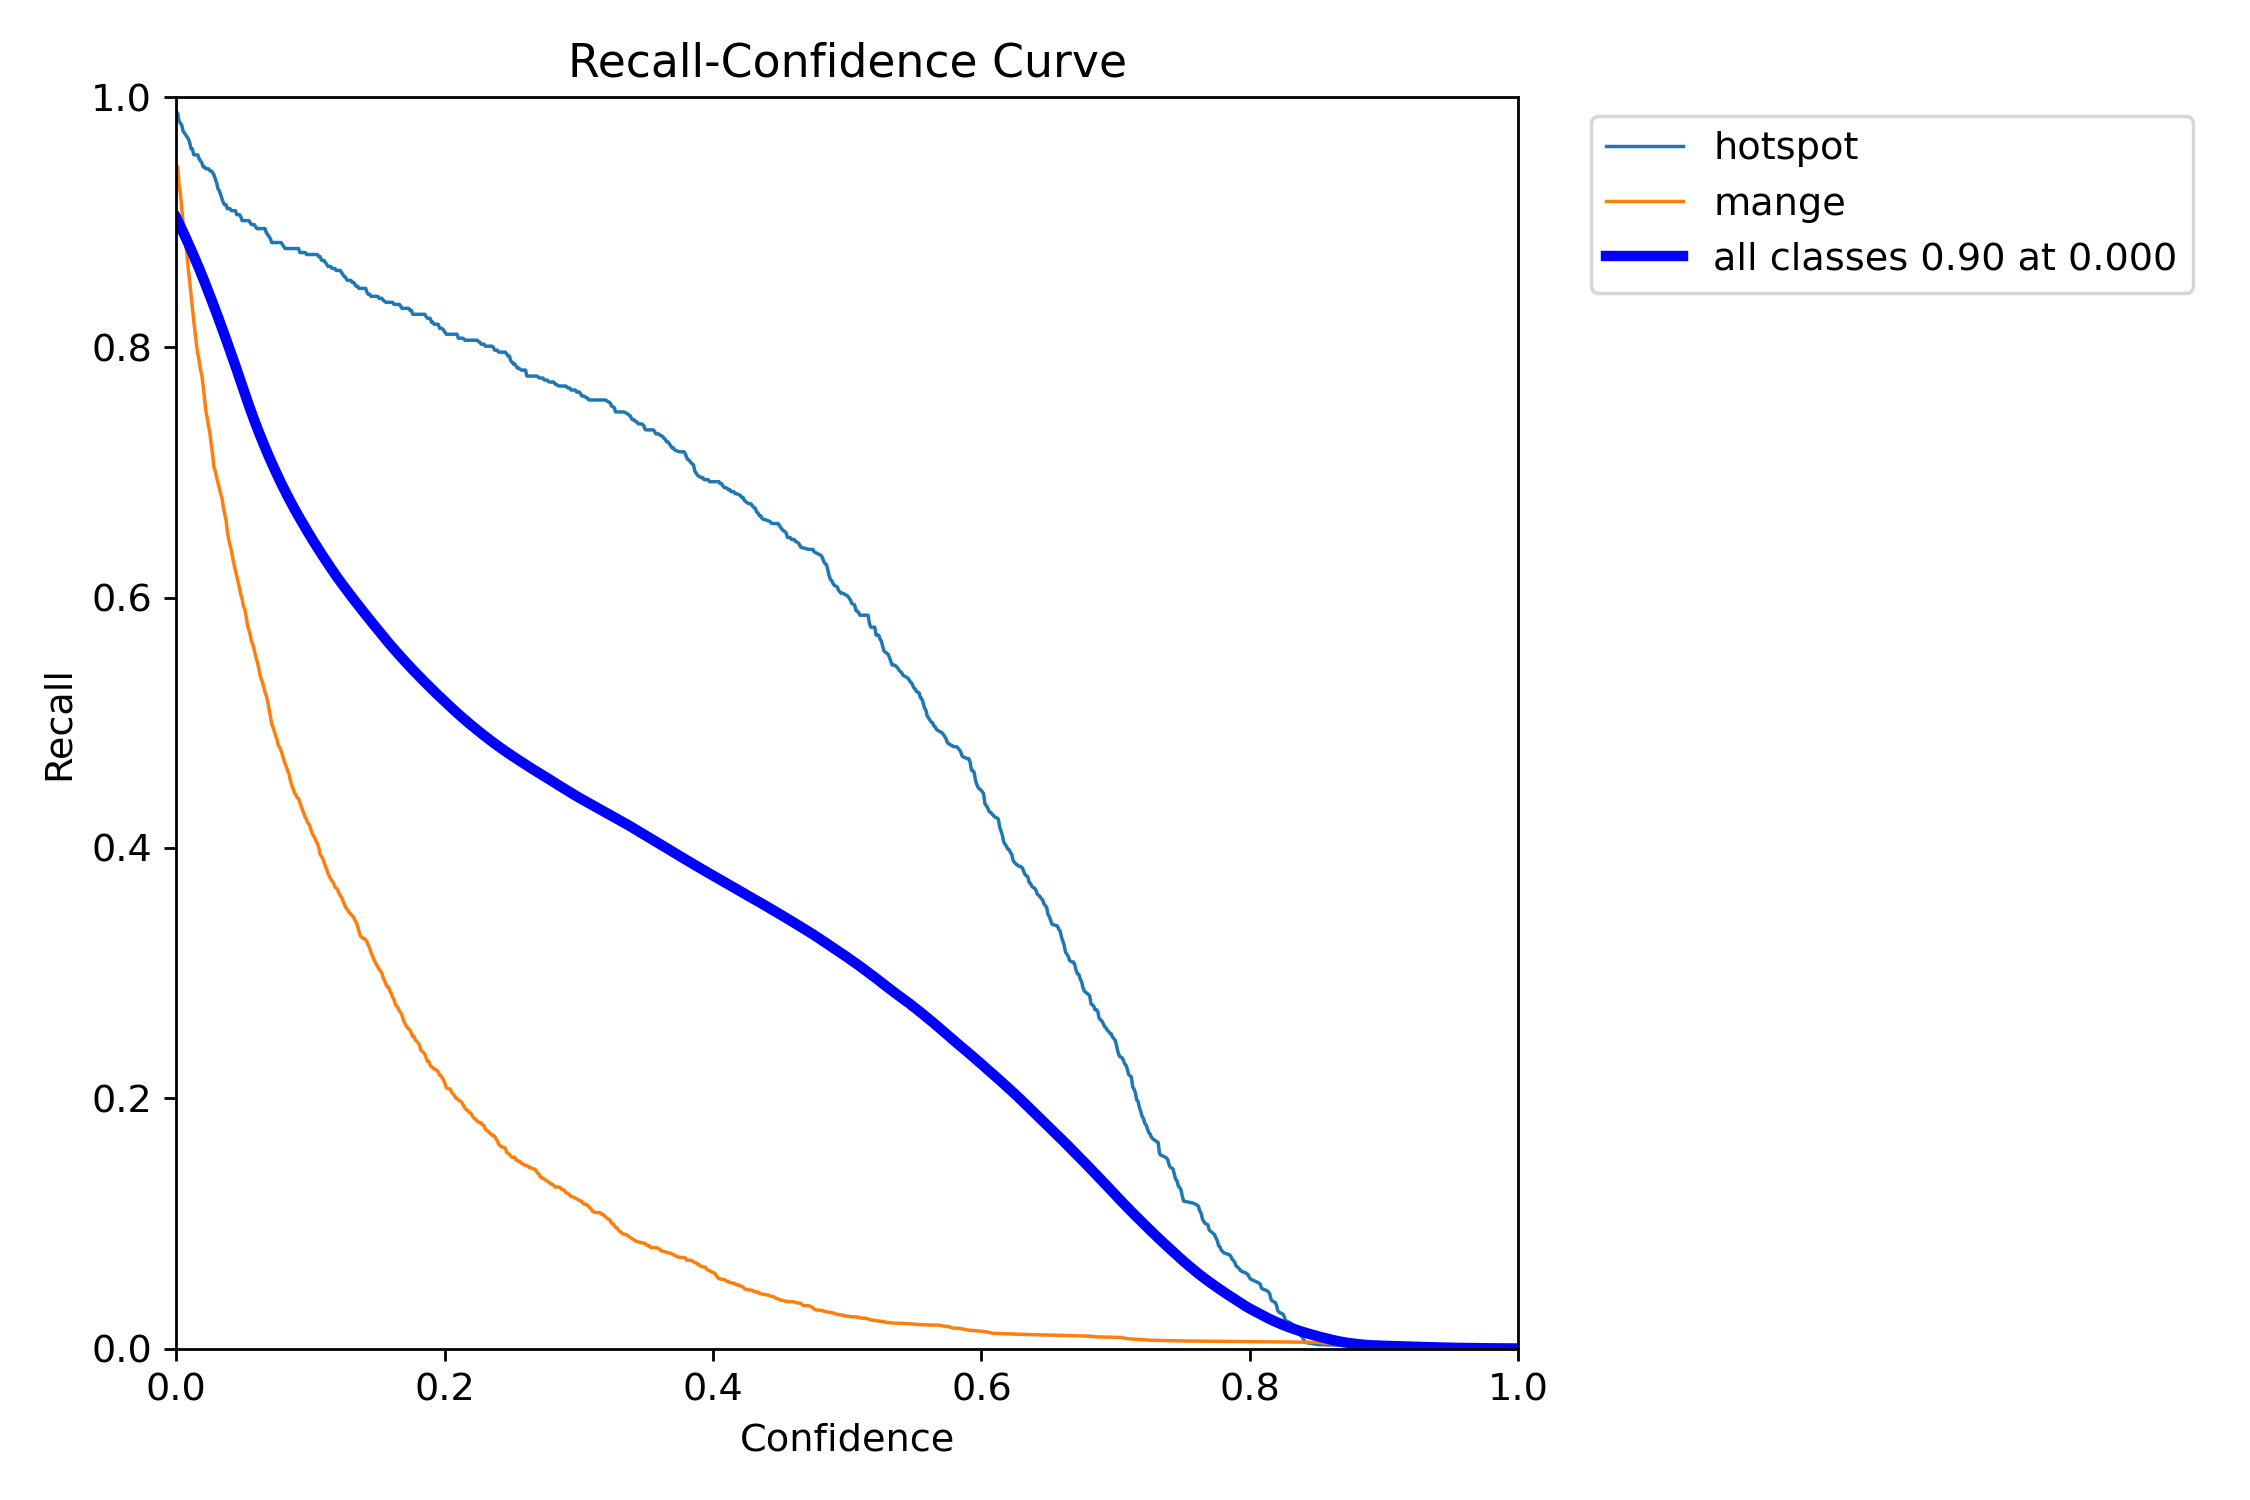 Recall-Confidence Curve
1.0
0.8
0.6
0.4
0.2
0.0
Recall
0.0 0.2 0.4 0.6 0.8 1.0
Confidence
hotspot
mange
all classes 0.90 at 0.000